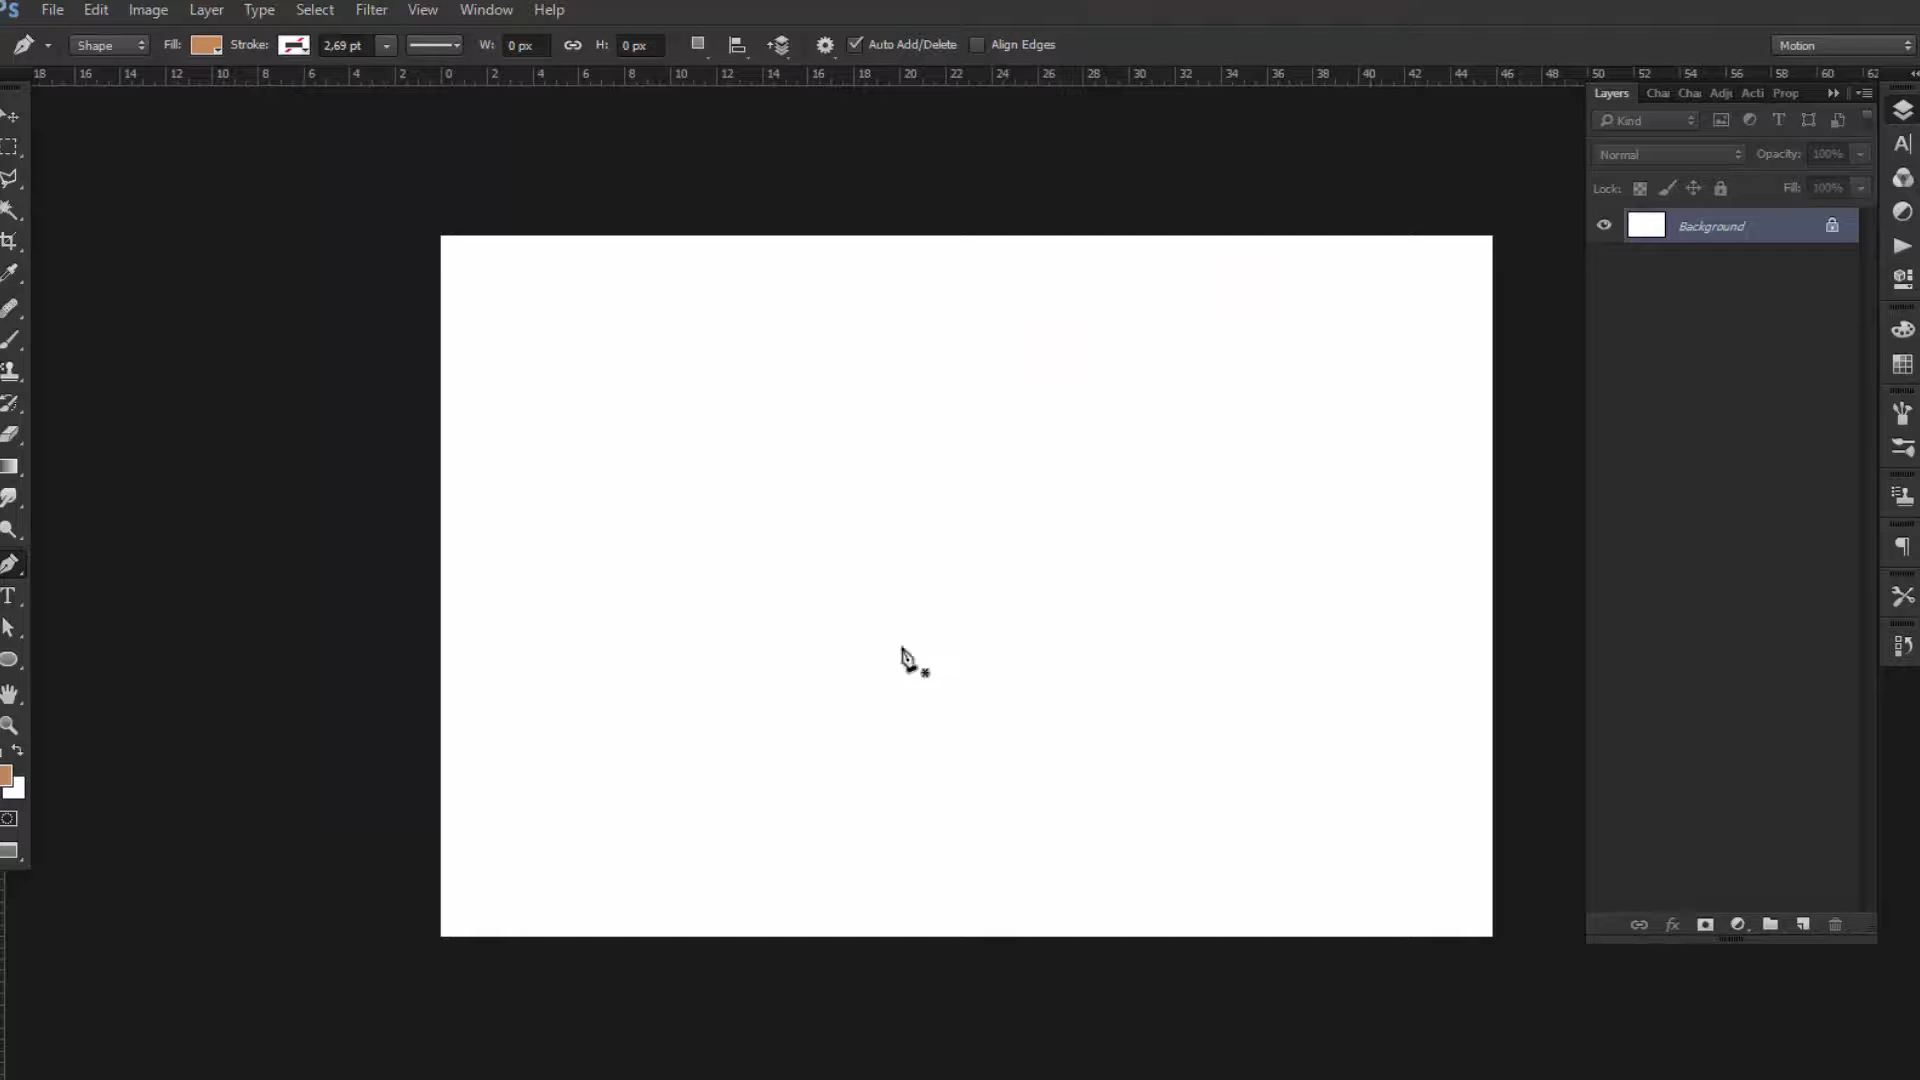 Ps File Edit Image Layer Type Select Filter View Window Help
Shape Fill: Stroke: 2,69 pt W: 0 px H: 0 px Auto Add/Delete Align Edges Motion
18 16 14 12 10 8 6 4 2 0 2 4 6 8 10 12 14 16 18 20 22 24 26 28 30 32 34 36 38 40 42 44 46 48 50 52 54 56 58 60 62
Layers Cha Cha Adju Acti Prop
Kind
Normal Opacity: 100%
Lock: Fill: 100%
Background